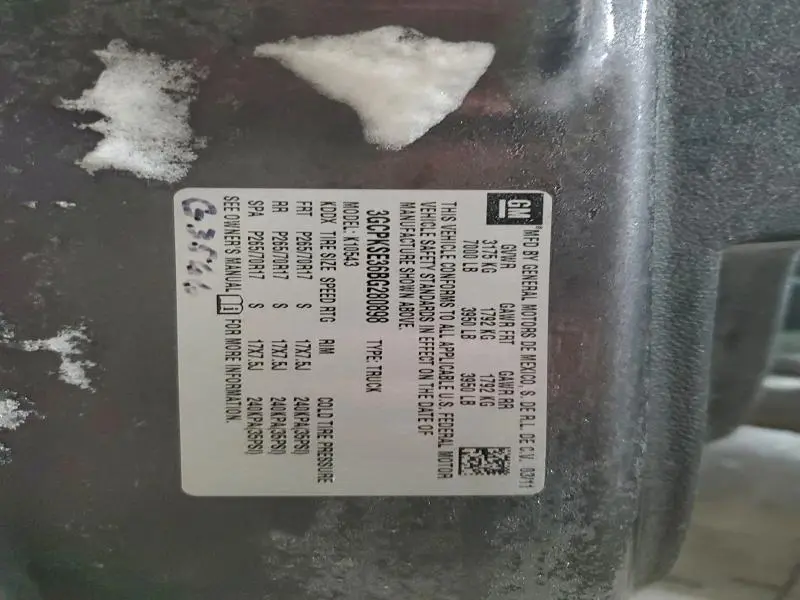 GM
MFD BY GENERAL MOTORS DE MEXICO, S. DE R.L. DE C.V. 03/11
GVWR GAWR FRT GAWR RR
3175 KG 1792 KG 1792 KG
7000 LB 3950 LB 3950 LB
THIS VEHICLE CONFORMS TO ALL APPLICABLE U.S. FEDERAL MOTOR
VEHICLE SAFETY STANDARDS IN EFFECT ON THE DATE OF
MANUFACTURE SHOWN ABOVE.
3GCPKSE36BG280898 TYPE: TRUCK
MODEL: K10543
KDDX TIRE SIZE SPEED RTG RIM COLD TIRE PRESSURE
FRT P265/70R17 S 17X7.5J 240KPA(35PSI)
RR P265/70R17 S 17X7.5J 240KPA(35PSI)
SPA P265/70R17 S 17X7.5J 240KPA(35PSI)
SEE OWNER'S MANUAL FOR MORE INFORMATION.